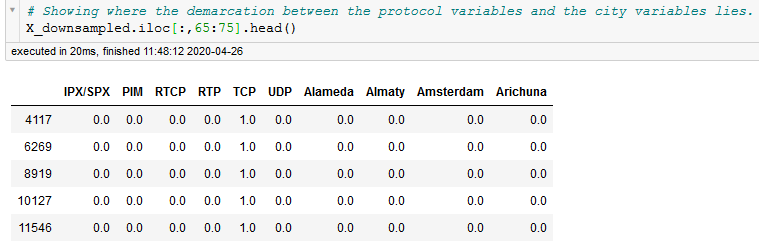 # Showing where the demarcation between the protocol variables and the city variables lies.
X_downsampled.iloc[:,65:75].head()
executed in 20ms, finished 11:48:12 2020-04-26
IPX/SPX PIM RTCP RTP TCP UDP Alameda Almaty Amsterdam Arichuna
4117 0.0 0.0 0.0 0.0 1.0 0.0 0.0 0.0 0.0 0.0
6269 0.0 0.0 0.0 0.0 1.0 0.0 0.0 0.0 0.0 0.0
8919 0.0 0.0 0.0 0.0 1.0 0.0 0.0 0.0 0.0 0.0
10127 0.0 0.0 0.0 0.0 1.0 0.0 0.0 0.0 0.0 0.0
11546 0.0 0.0 0.0 0.0 1.0 0.0 0.0 0.0 0.0 0.0